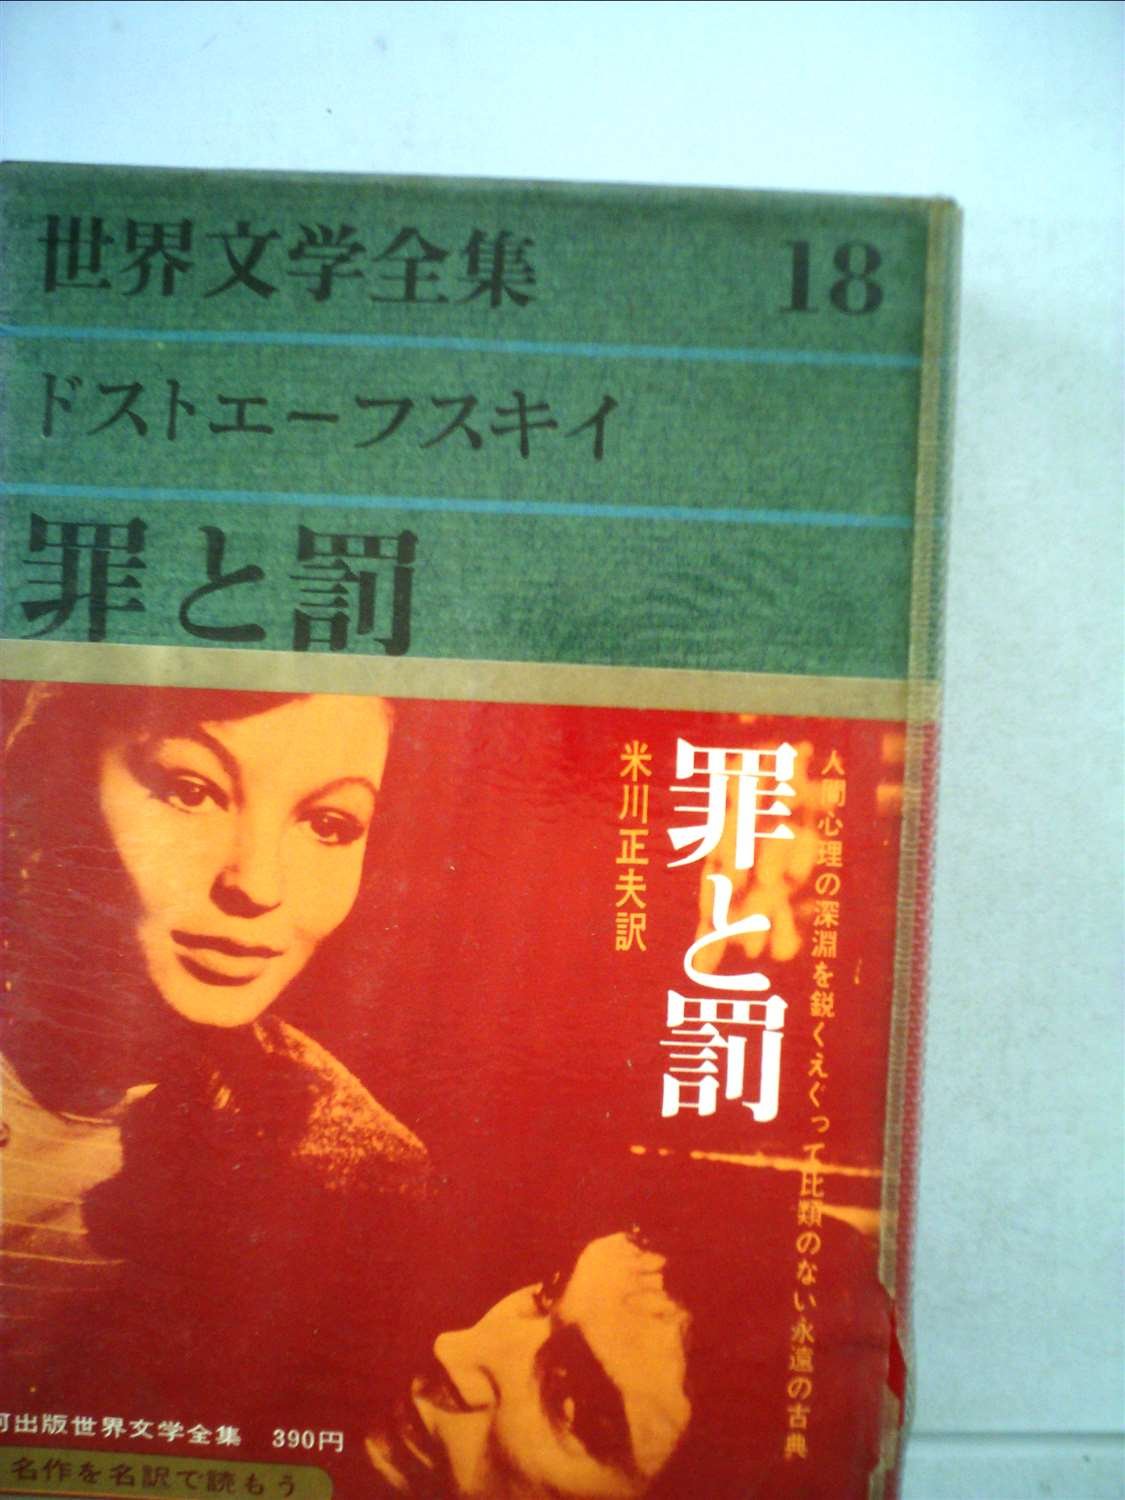 世界文学全集 18
ドストエーフスキイ
罪と罰
人間心理の深淵を鋭くえぐって比類のない永遠の古典
罪と罰
米川正夫訳
河出版世界文学全集 390円
名作を名訳で読もう